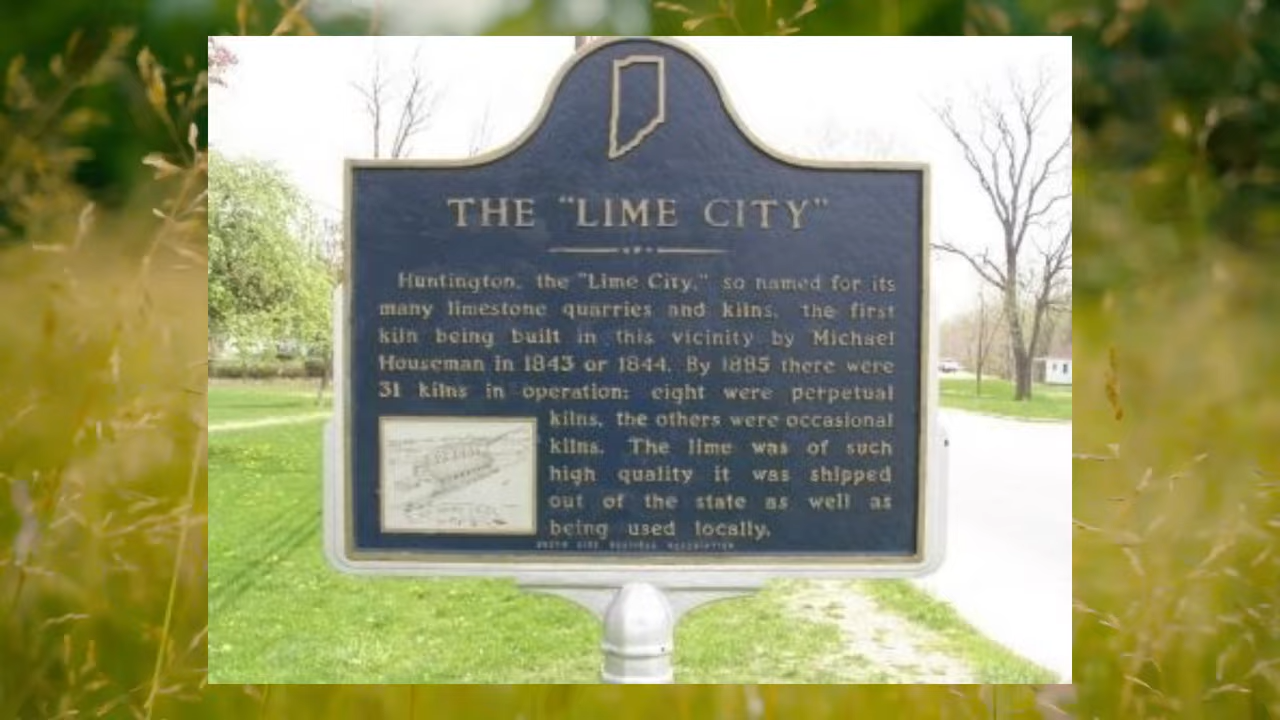 THE "LIME CITY"
Huntington, the "Lime City," so named for its
many limestone quarries and kilns, the first
kiln being built in this vicinity by Michael
Houseman in 1843 or 1844. By 1885 there were
31 kilns in operation; eight were perpetual
kilns, the others were occasional
kilns. The lime was of such
high quality it was shipped
out of the state as well as
being used locally.